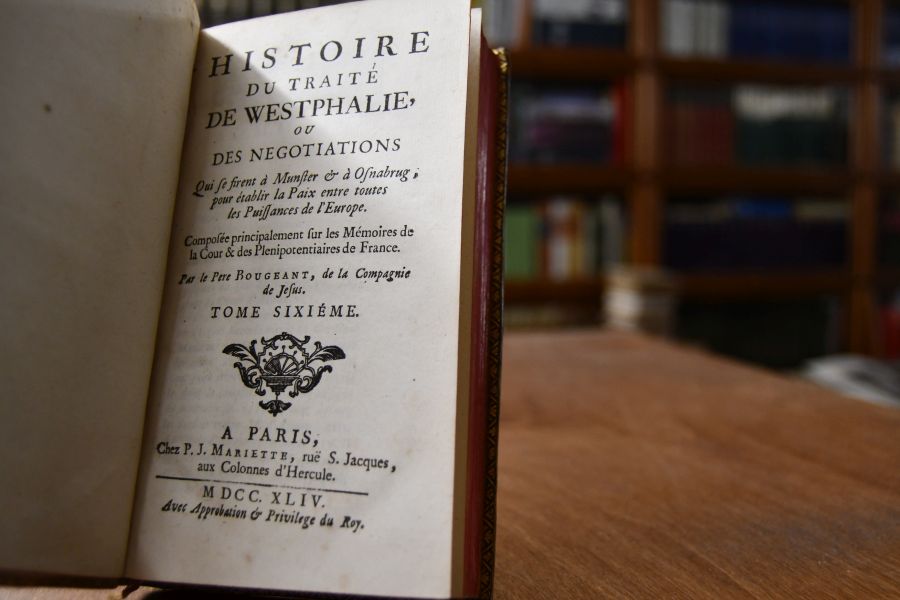 HISTOIRE
DU TRAITÉ
DE WESTPHALIE,
OU
DES NEGOTIATIONS
Qui ſe firent à Munſter & à Oſnabrug,
pour établir la Paix entre toutes
les Puiſſances de l'Europe.
Composée principalement ſur les Mémoires de
la Cour & des Plenipotentiaires de France.
Par le Pere BOUGEANT, de la Compagnie
de Jeſus.
TOME SIXIÉME.
A PARIS,
Chez P. J. MARIETTE, ruë S. Jacques,
aux Colonnes d'Hercule.
MDCC. XLIV.
Avec Approbation & Privilege du Roy.